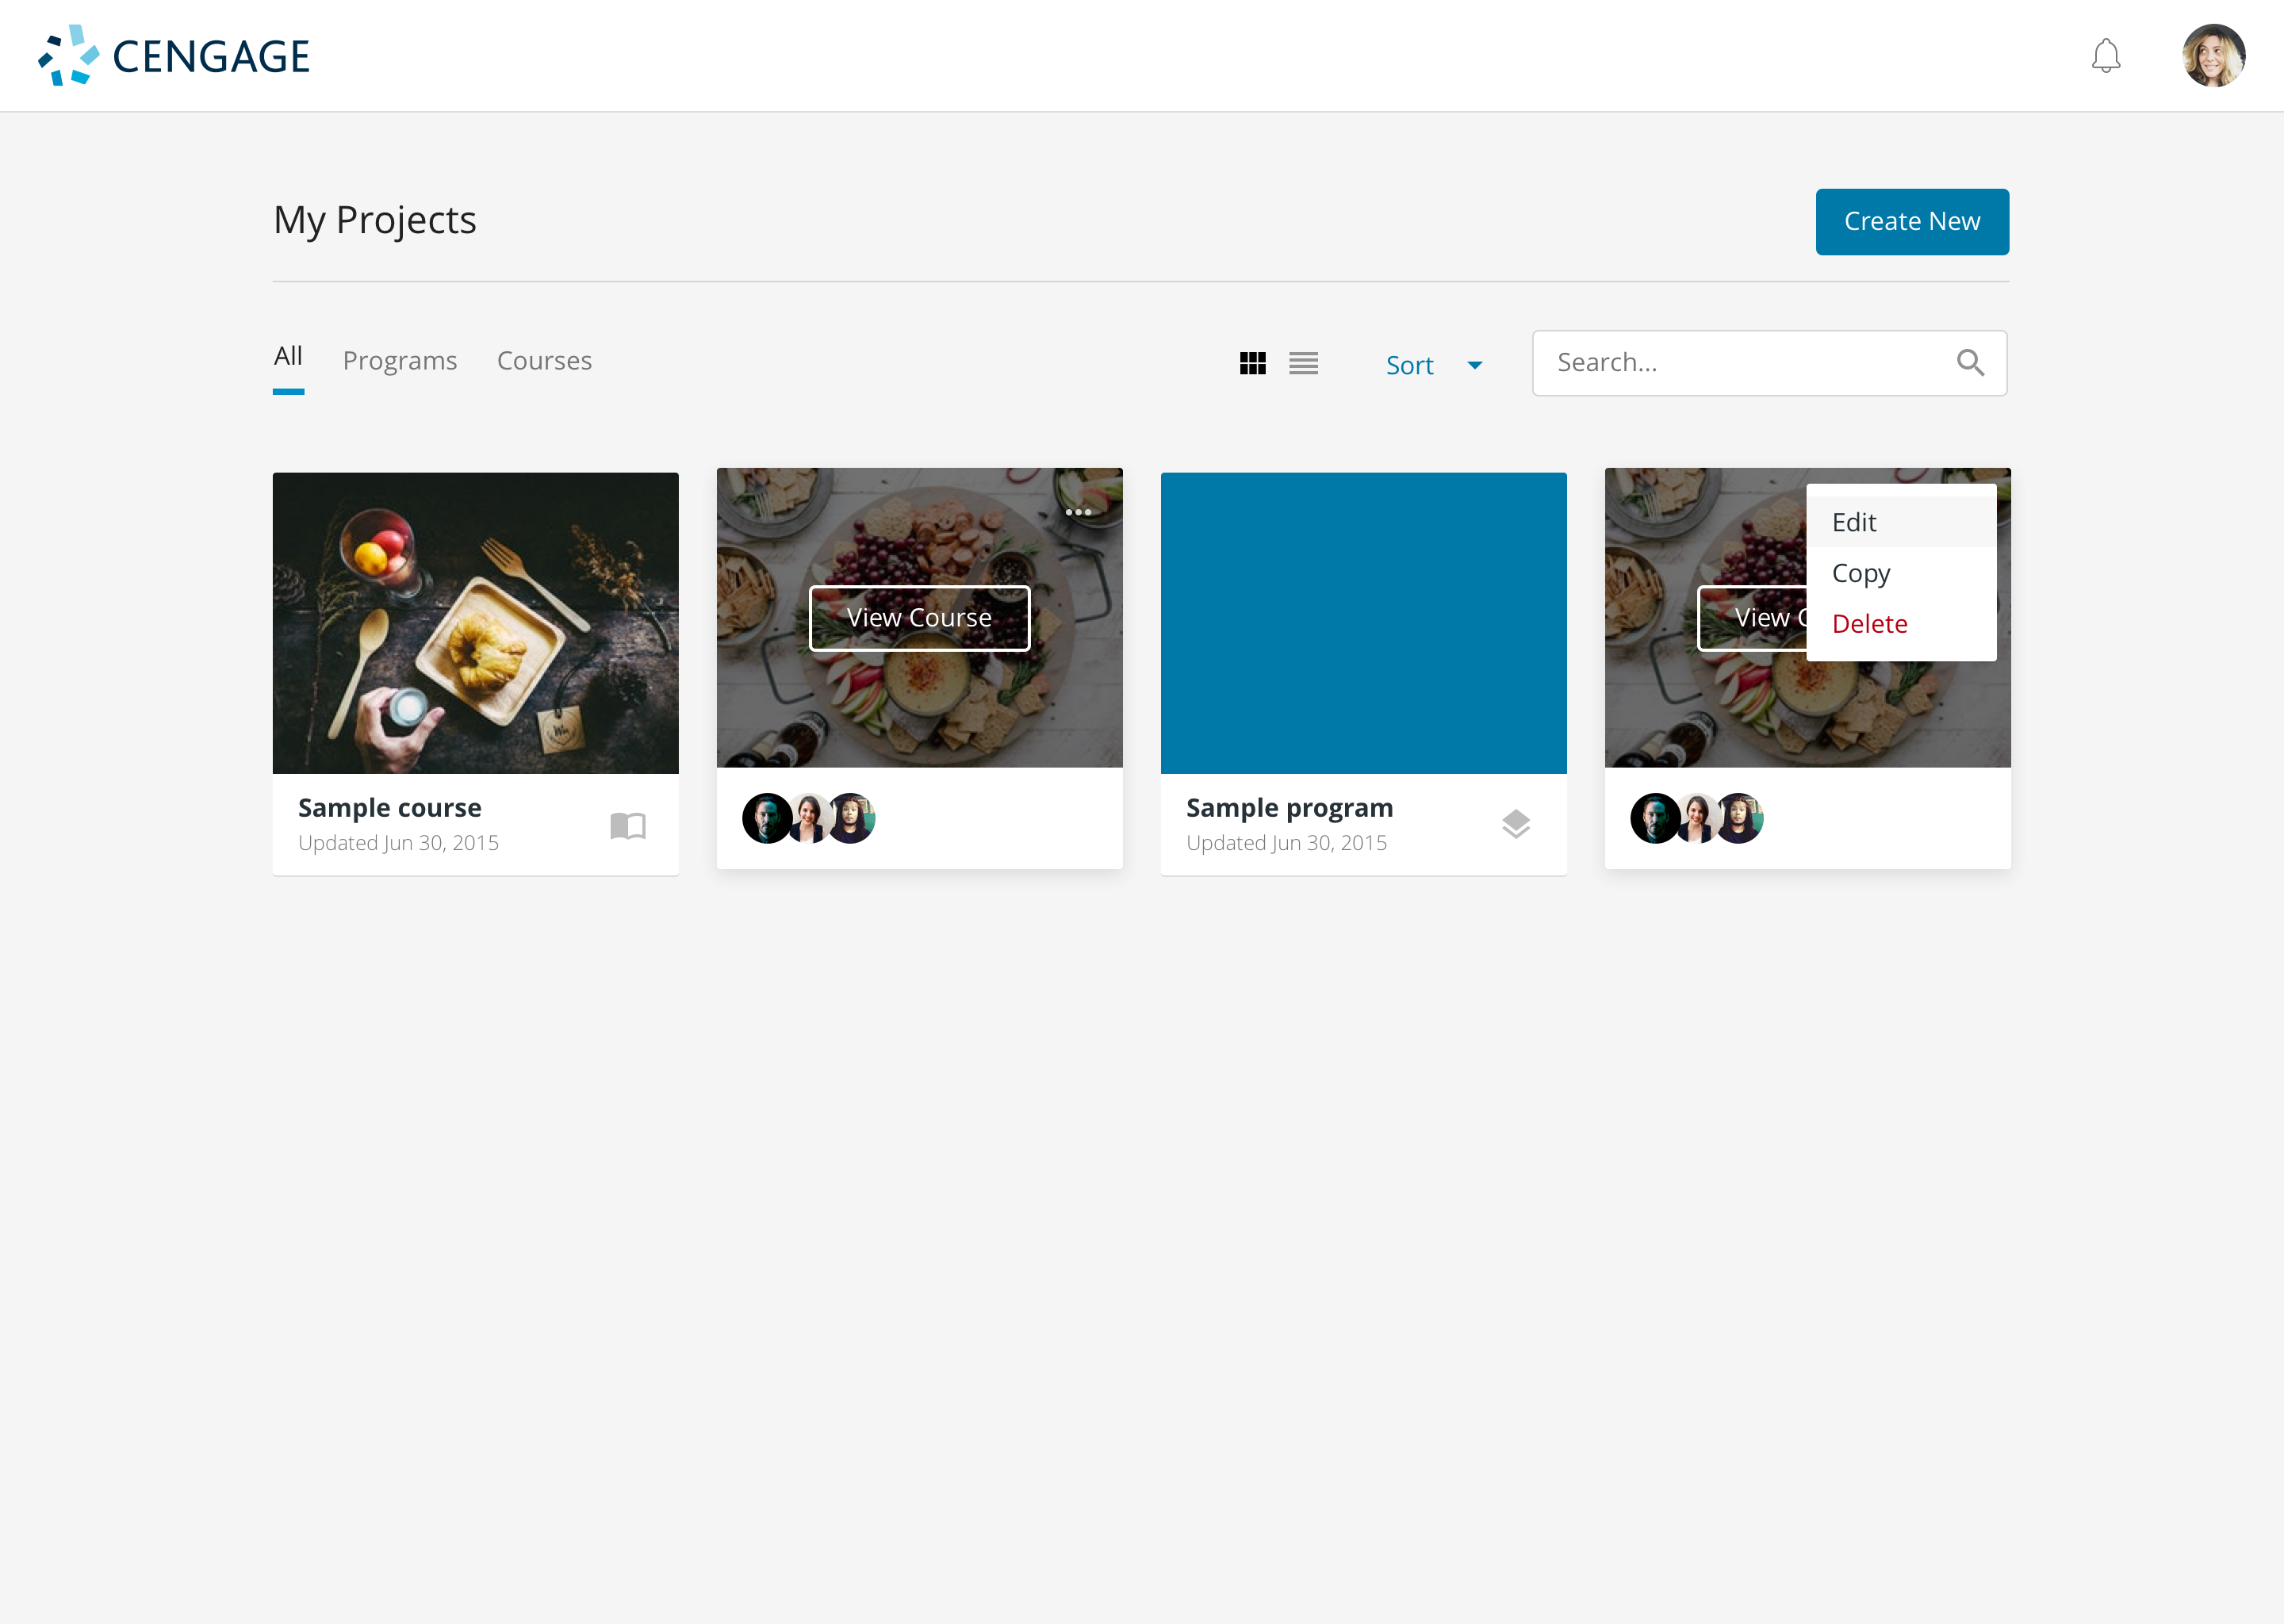 CENGAGE
My Projects
Create New
All
Programs
Courses
Sort
Search...
View Course
View C
Edit
Copy
Delete
Sample course
Updated Jun 30, 2015
Sample program
Updated Jun 30, 2015